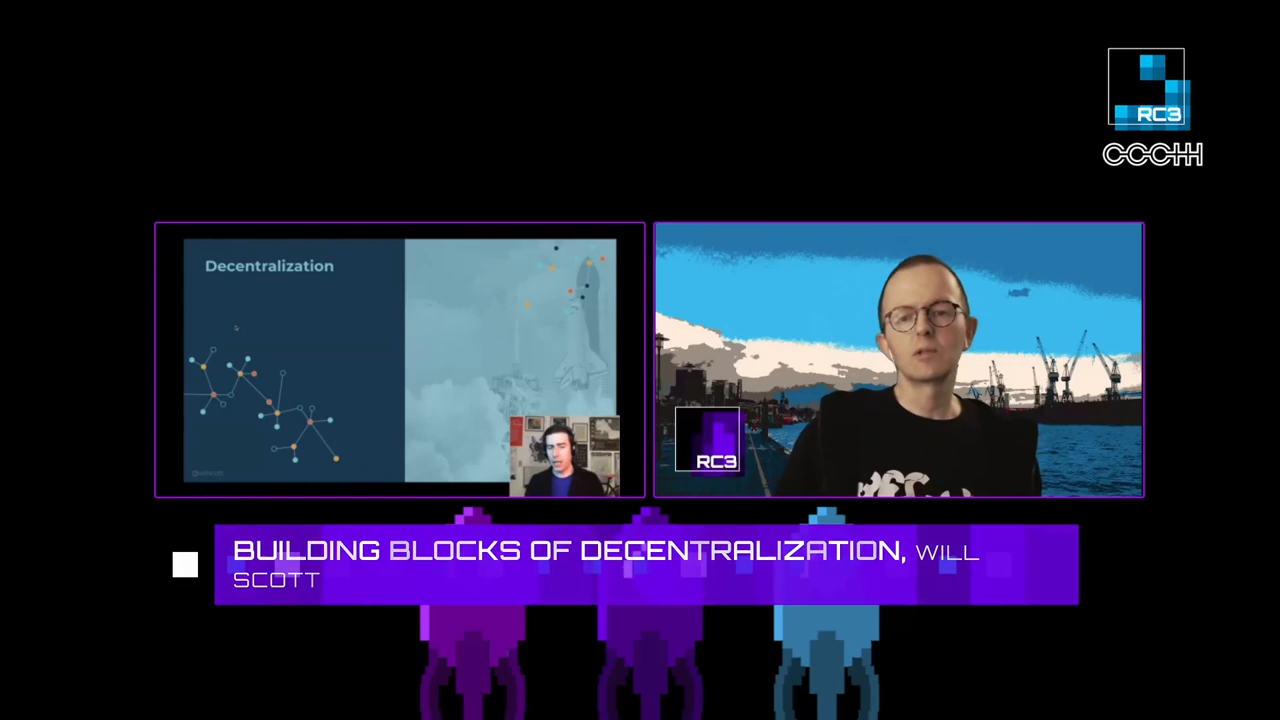 RC3
CCCHH
Decentralization
RC3
BUILDING BLOCKS OF DECENTRALIZATION, WILL
SCOTT